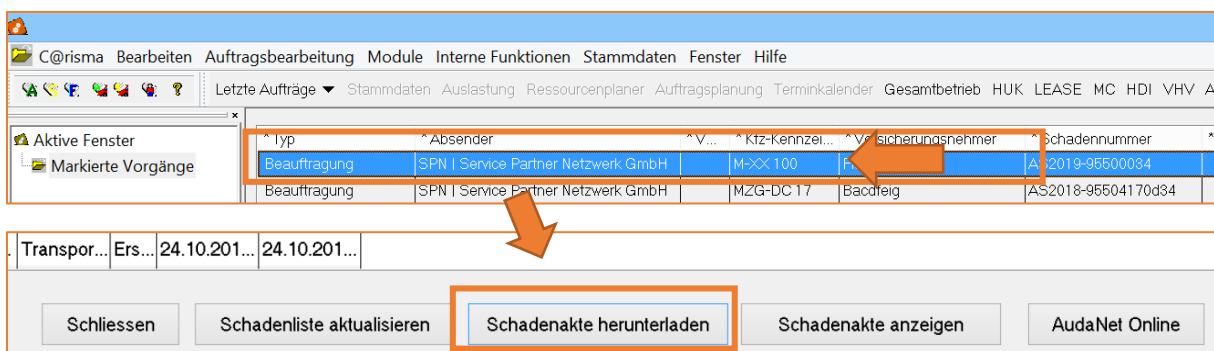 C@risma Bearbeiten Auftragsbearbeitung Module Interne Funktionen Stammdaten Fenster Hilfe
Letzte Aufträge Stammdaten Auslastung Ressourcenplaner Auftragsplanung Terminkalender Gesamtbetrieb HUK LEASE MC HDI VHV A
Aktive Fenster
^Typ ^Absender ^V... ^Kfz-Kennzei... ^Versicherungsnehmer ^Schadennummer
Markierte Vorgänge
Beauftragung SPN | Service Partner Netzwerk GmbH M-XX 100 AS2019-95500034
Beauftragung SPN | Service Partner Netzwerk GmbH MZG-DC 17 Bacdfeig AS2018-95504170d34
. Transpor... Ers... 24.10.201... 24.10.201...
Schliessen Schadenliste aktualisieren Schadenakte herunterladen Schadenakte anzeigen AudaNet Online